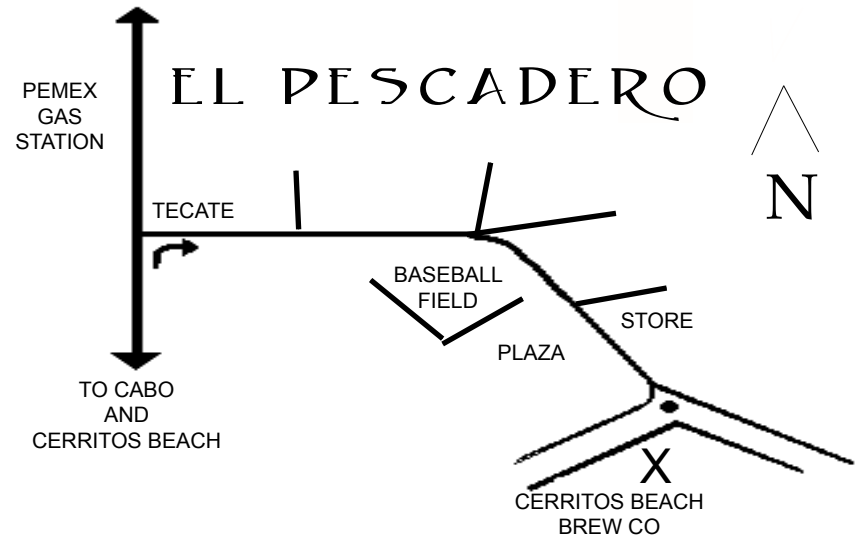 EL PESCADERO
PEMEX
GAS
STATION
N
TECATE
BASEBALL
FIELD
STORE
PLAZA
TO CABO
AND
CERRITOS BEACH
X
CERRITOS BEACH
BREW CO